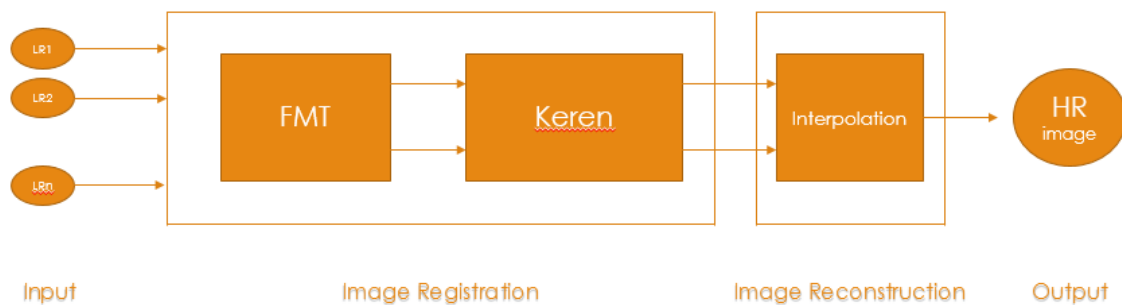 LR1
LR2
LRn
FMT
Keren
Interpolation
HR
image
Input
Image Registration
Image Reconstruction
Output